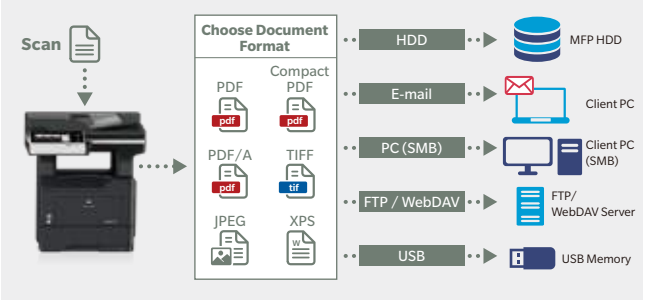 Scan
Choose Document
Format
PDF
Compact
PDF
pdf
pdf
PDF/A
TIFF
pdf
tif
JPEG
XPS
W
HDD
MFP HDD
E-mail
Client PC
PC (SMB)
Client PC
(SMB)
FTP / WebDAV
FTP/
WebDAV Server
USB
USB Memory